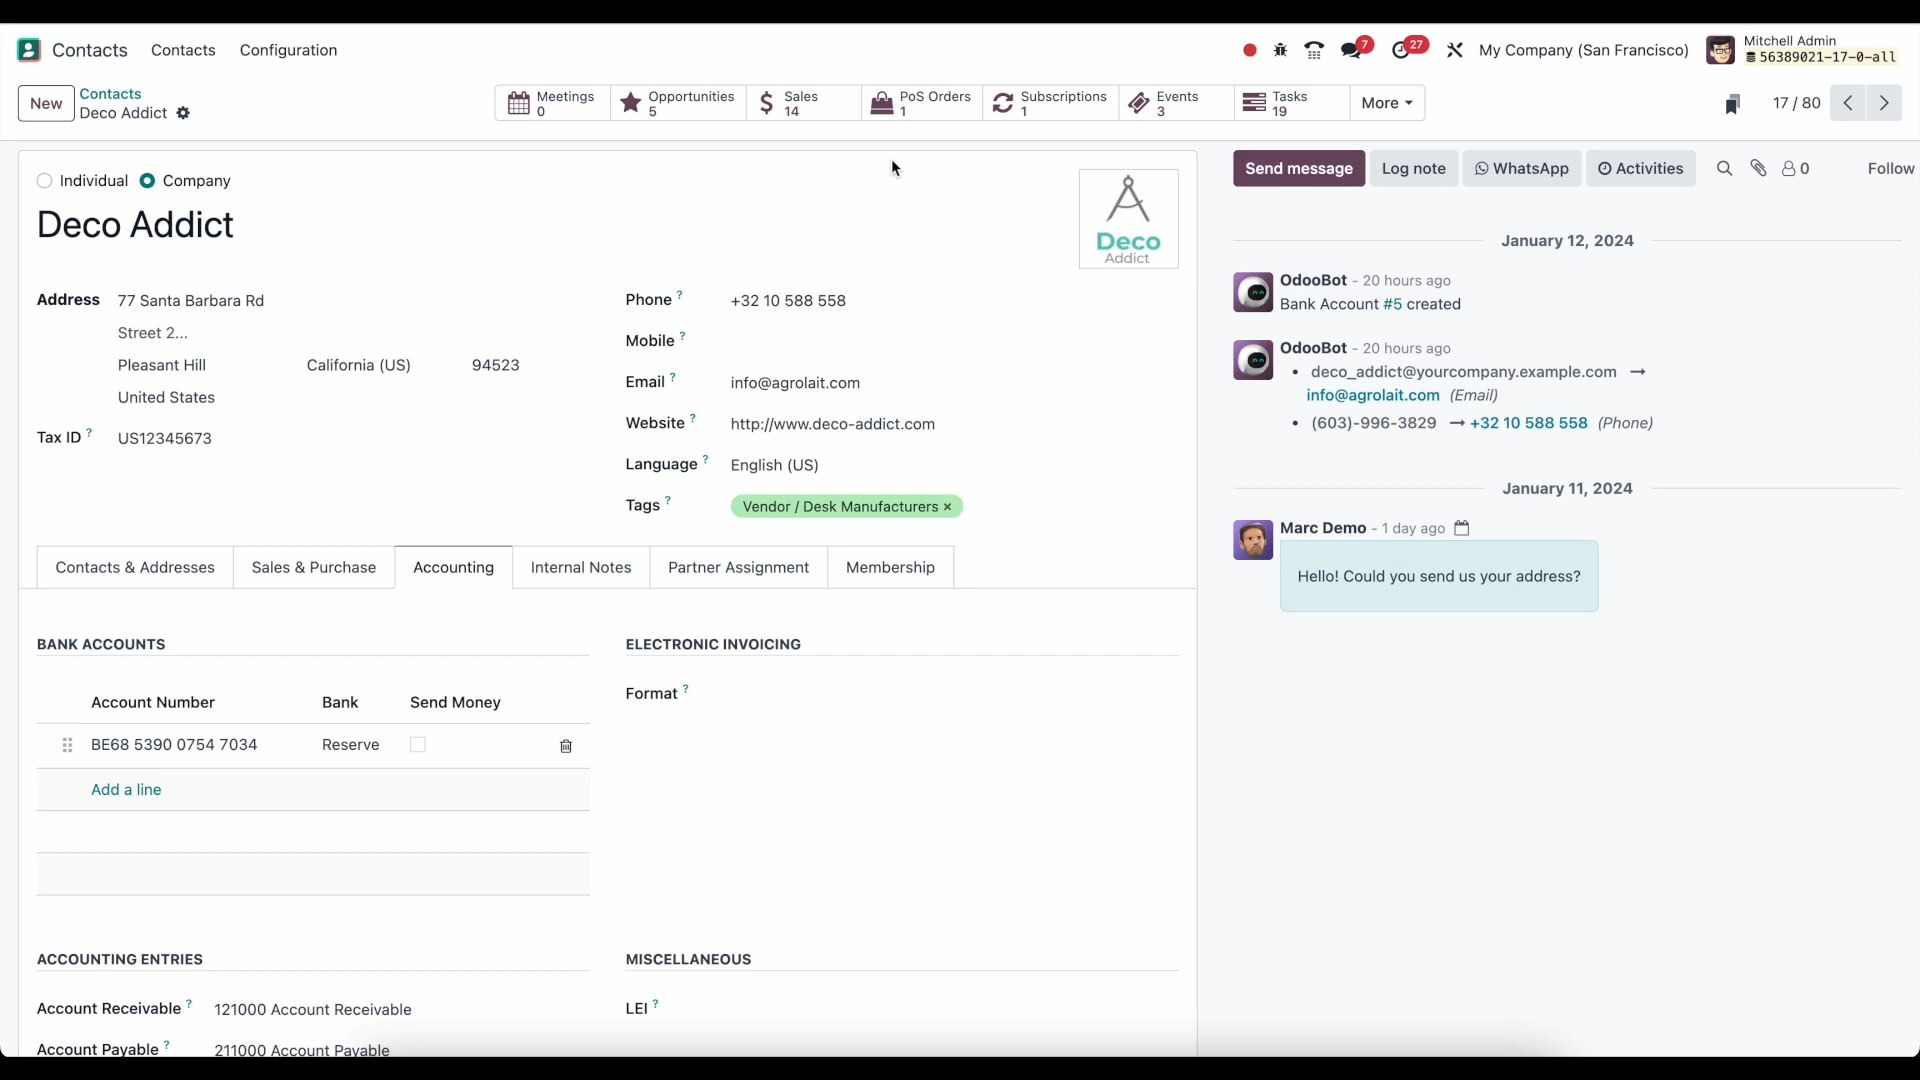 Contacts Contacts Configuration
7 27 My Company (San Francisco) Mitchell Admin
56389021-17-0-all
New Contacts
Deco Addict
Meetings 0 Opportunities 5 Sales 14 PoS Orders 1 Subscriptions 1 Events 3 Tasks 19 More
17 / 80
Individual Company
Deco Addict
Deco
Addict
Address 77 Santa Barbara Rd
Street 2...
Pleasant Hill California (US) 94523
United States
Tax ID ? US12345673
Phone ? +32 10 588 558
Mobile ?
Email ? info@agrolait.com
Website ? http://www.deco-addict.com
Language ? English (US)
Tags ? Vendor / Desk Manufacturers ×
Contacts & Addresses Sales & Purchase Accounting Internal Notes Partner Assignment Membership
BANK ACCOUNTS
Account Number Bank Send Money
BE68 5390 0754 7034 Reserve
Add a line
ELECTRONIC INVOICING
Format ?
ACCOUNTING ENTRIES
Account Receivable ? 121000 Account Receivable
Account Payable ? 211000 Account Payable
MISCELLANEOUS
LEI ?
Send message Log note WhatsApp Activities 0 Follow
January 12, 2024
OdooBot - 20 hours ago
Bank Account #5 created
OdooBot - 20 hours ago
• deco_addict@yourcompany.example.com →
info@agrolait.com (Email)
• (603)-996-3829 → +32 10 588 558 (Phone)
January 11, 2024
Marc Demo - 1 day ago
Hello! Could you send us your address?